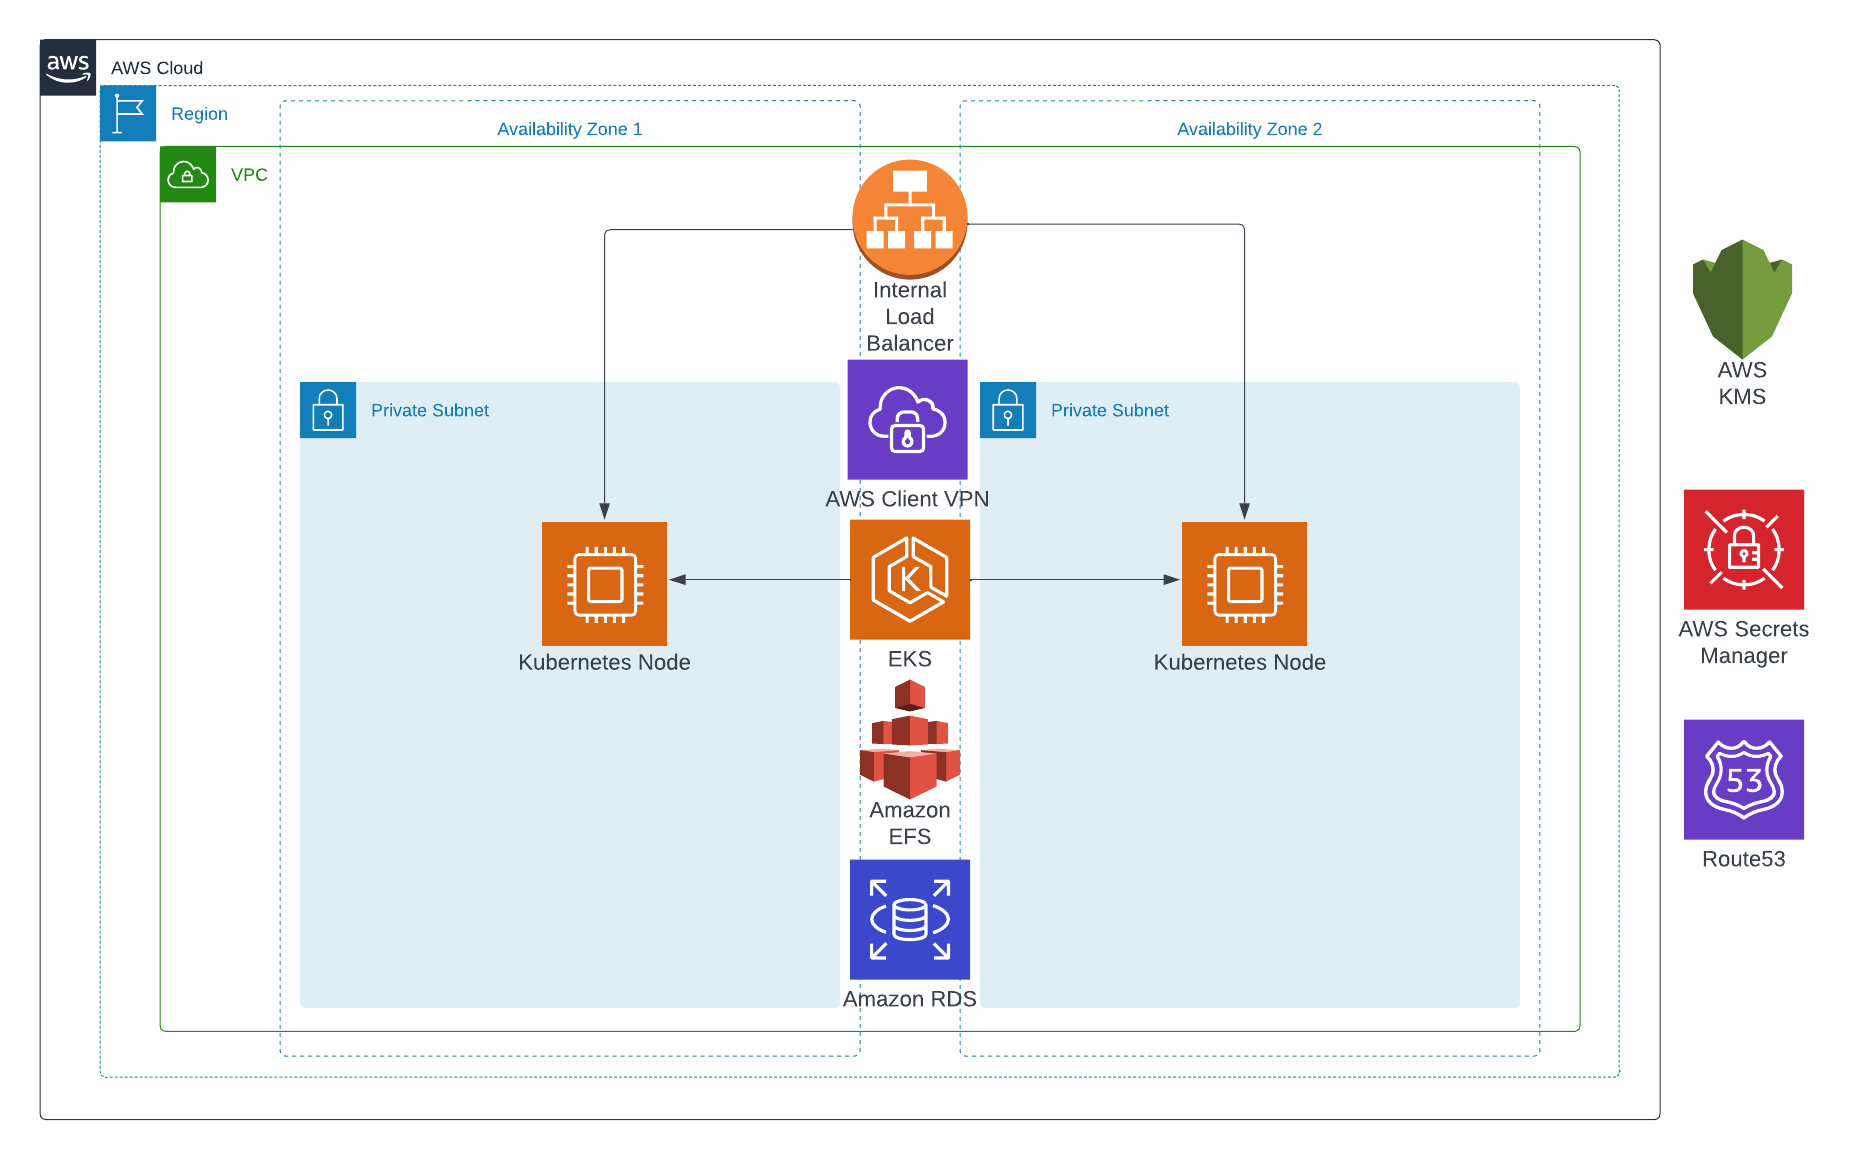 aws
AWS Cloud
Region
Availability Zone 1
Availability Zone 2
VPC
Internal
Load
Balancer
Private Subnet
Private Subnet
AWS Client VPN
K
Kubernetes Node
EKS
Kubernetes Node
Amazon
EFS
Amazon RDS
AWS
KMS
AWS Secrets
Manager
53
Route53